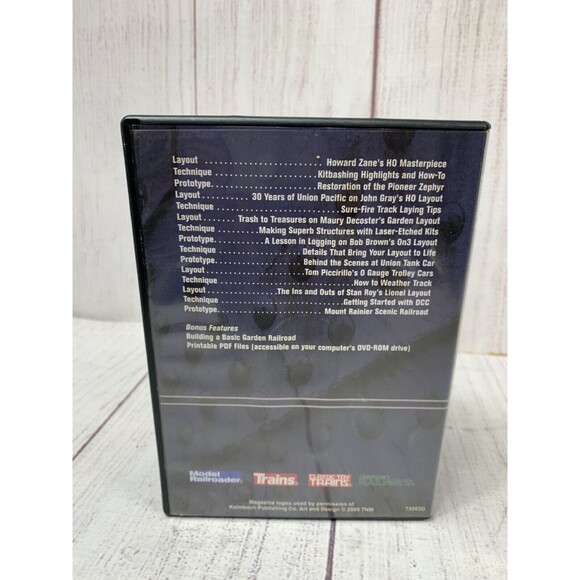 Layout . . . . . . . . . . . . . . . . . . . . . . Howard Zane's HO Masterpiece
Technique . . . . . . . . . . . . . . . . . . . . Kitbashing Highlights and How-To
Prototype. . . . . . . . . . . . . . . . . . . . . Restoration of the Pioneer Zephyr
Layout. . . . . . . . . . . 30 Years of Union Pacific on John Gray's HO Layout
Technique . . . . . . . . . . . . . . . . . . . . . . . . Sure-Fire Track Laying Tips
Layout . . . . . . . . Trash to Treasures on Maury Decoster's Garden Layout
Technique . . . . . . . . . . . Making Superb Structures with Laser-Etched Kits
Prototype. . . . . . . . . . A Lesson in Logging on Bob Brown's On3 Layout
Technique . . . . . . . . . . . . . . . . . Details That Bring Your Layout to Life
Prototype. . . . . . . . . . . . . . . . . Behind the Scenes at Union Tank Car
Layout . . . . . . . . . . . . . . . . . Tom Piccirillo's O Gauge Trolley Cars
Technique . . . . . . . . . . . . . . . . . . . . . . . . . . How to Weather Track
Layout . . . . . . . . . . . . The Ins and Outs of Stan Roy's Lionel Layout
Technique. . . . . . . . . . . . . . . . . . . . . . . .Getting Started with DCC
Prototype. . . . . . . . . . . . . . . . . . . . Mount Rainier Scenic Railroad
Bonus Features
Building a Basic Garden Railroad
Printable PDF Files (accessible on your computer's DVD-ROM drive)
Model Railroader. Trains. CLASSIC TOY TRAINS.
Magazine logos used by permission of
Kalmbach Publishing Co. Art and Design © 2005 TNM